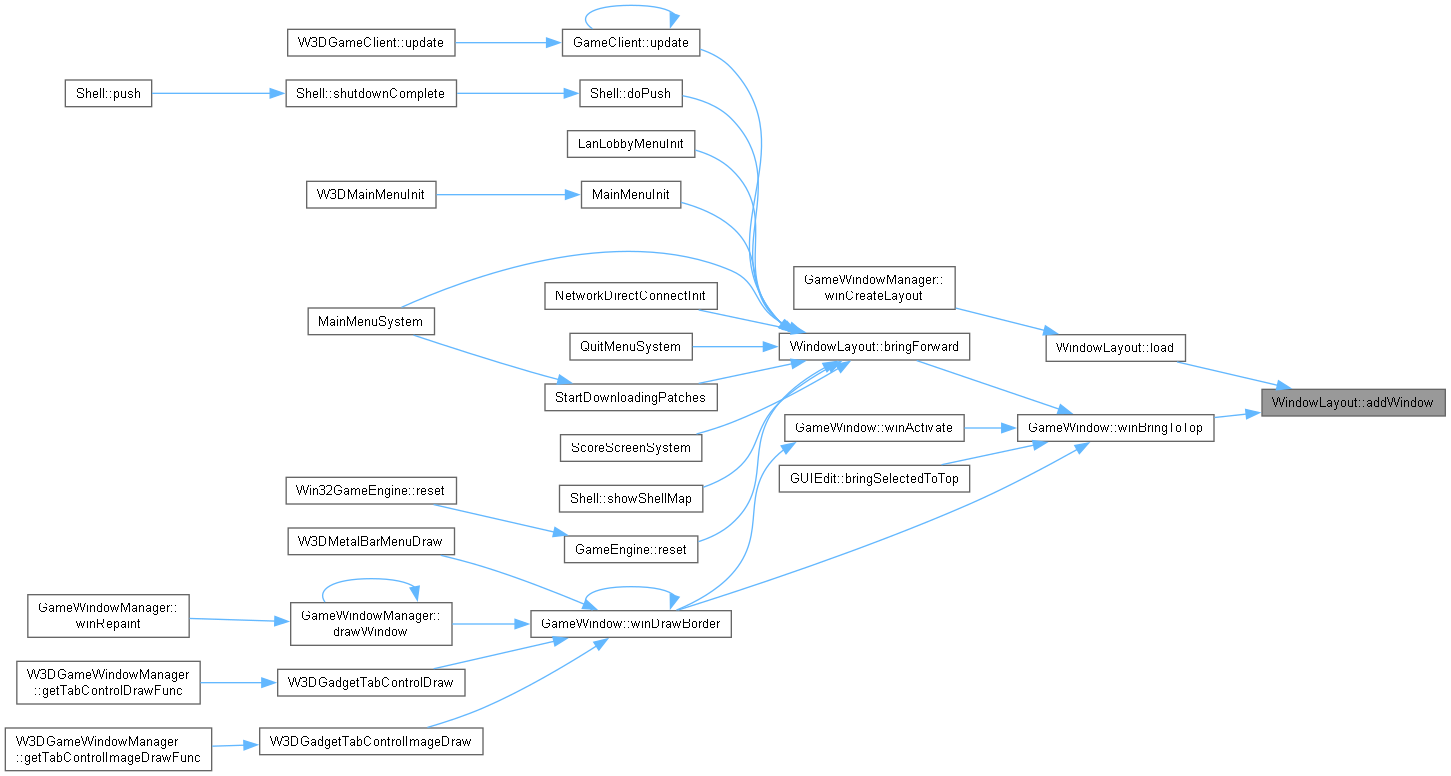 W3DGameClient::update
GameClient::update
Shell::push
Shell::shutdownComplete
Shell::doPush
LanLobbyMenuInit
W3DMainMenuInit
MainMenuInit
GameWindowManager::
winCreateLayout
NetworkDirectConnectInit
MainMenuSystem
QuitMenuSystem
WindowLayout::bringForward
WindowLayout::load
StartDownloadingPatches
WindowLayout::addWindow
GameWindow::winActivate
GameWindow::winBringToTop
ScoreScreenSystem
GUIEdit::bringSelectedToTop
Win32GameEngine::reset
Shell::showShellMap
W3DMetalBarMenuDraw
GameEngine::reset
GameWindowManager::
winRepaint
GameWindowManager::
drawWindow
GameWindow::winDrawBorder
W3DGameWindowManager
::getTabControlDrawFunc
W3DGadgetTabControlDraw
W3DGameWindowManager
::getTabControlImageDrawFunc
W3DGadgetTabControlImageDraw